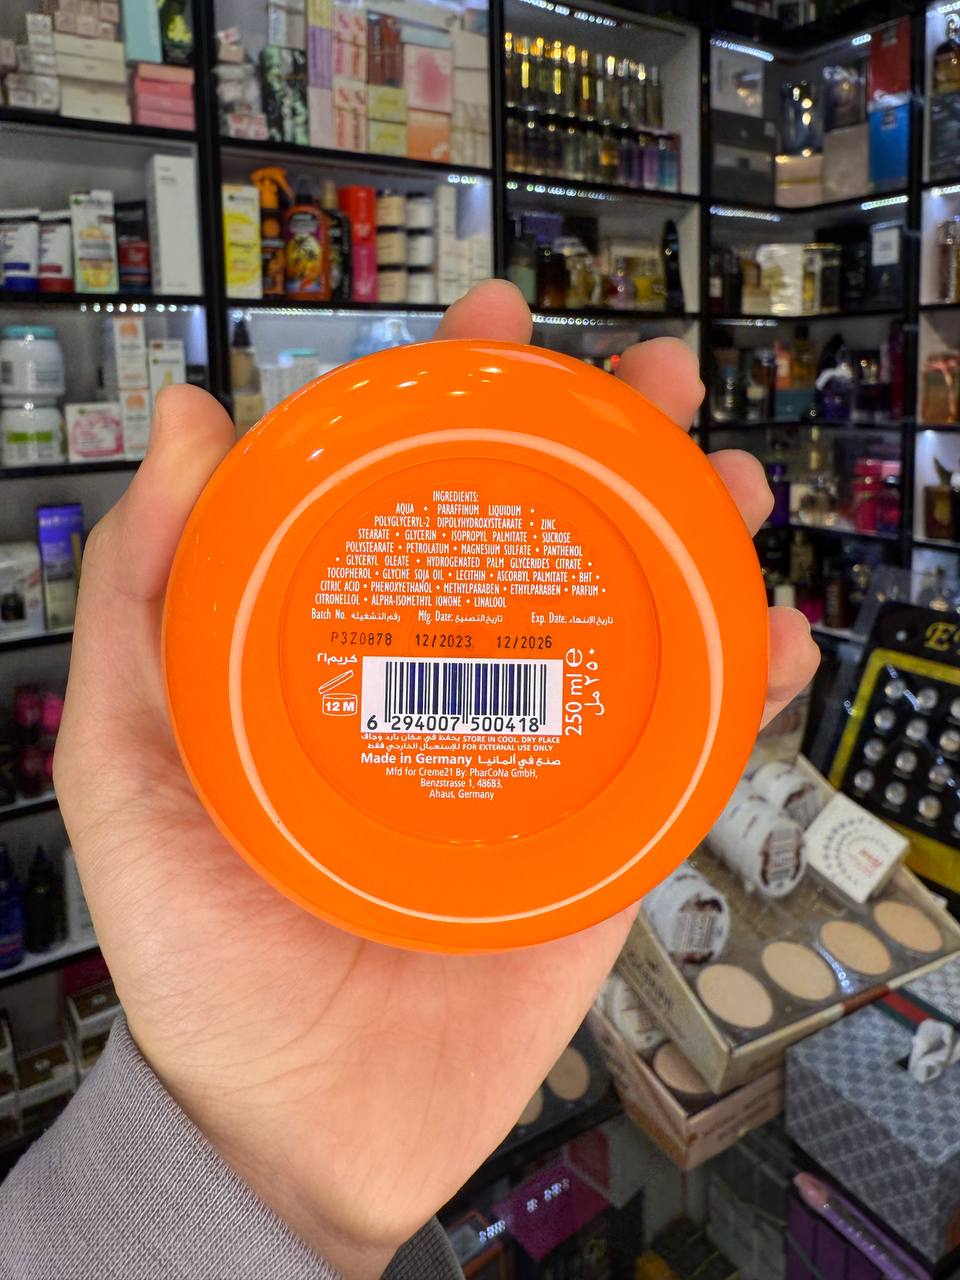 INGREDIENTS:
AQUA • PARAFFINUM LIQUIDUM •
POLYGLYCERYL-2 DIPOLYHYDROXYSTEARATE • ZINC
STEARATE • GLYCERIN • ISOPROPYL PALMITATE • SUCROSE
POLYSTEARATE • PETROLATUM • MAGNESIUM SULFATE • PANTHENOL
• GLYCERYL OLEATE • HYDROGENATED PALM GLYCERIDES CITRATE •
TOCOPHEROL • GLYCINE SOJA OIL • LECITHIN • ASCORBYL PALMITATE • BHT •
CITRIC ACID • PHENOXYETHANOL • METHYLPARABEN • ETHYLPARABEN • PARFUM •
CITRONELLOL • ALPHA-ISOMETHYL IONONE • LINALOOL
Batch No. رقم التشغيلة Mfg. Date: تاريخ التصنيع Exp. Date: تاريخ الإنتهاء:
P3Z0878 12/2023 12/2026
كريم٢١
12 M
6 294007 500418
250 ml e
٢٥٠ مل
يحفظ في مكان بارد وجاف STORE IN COOL, DRY PLACE
للإستعمال الخارجي فقط FOR EXTERNAL USE ONLY
Made in Germany صنع في ألمانيا
Mfd for Creme21 By: PharCoNa GmbH,
Benzstrasse 1, 48683,
Ahaus, Germany